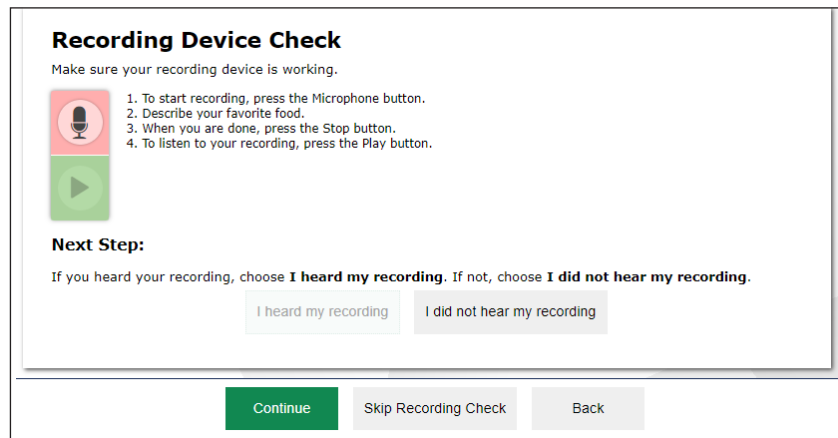 Recording Device Check
Make sure your recording device is working.
1. To start recording, press the Microphone button.
2. Describe your favorite food.
3. When you are done, press the Stop button.
4. To listen to your recording, press the Play button.
Next Step:
If you heard your recording, choose I heard my recording. If not, choose I did not hear my recording.
I heard my recording I did not hear my recording
Continue Skip Recording Check Back